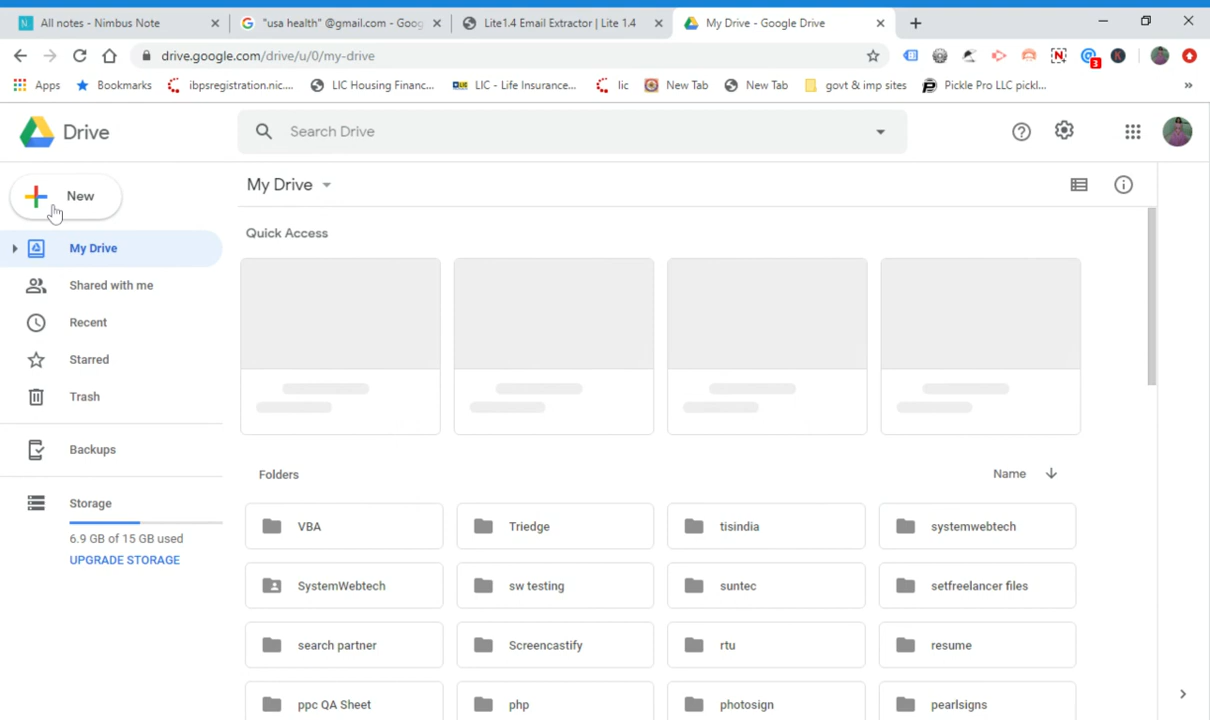 All notes - Nimbus Note
"usa health" @gmail.com - Goog
Lite1.4 Email Extractor | Lite 1.4
My Drive - Google Drive
drive.google.com/drive/u/0/my-drive
3
Apps
Bookmarks
ibpsregistration.nic....
LIC Housing Financ...
LIC - Life Insurance...
lic
New Tab
New Tab
govt & imp sites
Pickle Pro LLC pickl...
»
Drive
Search Drive
New
My Drive
My Drive
Shared with me
Recent
Starred
Trash
Backups
Storage
6.9 GB of 15 GB used
UPGRADE STORAGE
Quick Access
Folders
Name
VBA
Triedge
tisindia
systemwebtech
SystemWebtech
sw testing
suntec
setfreelancer files
search partner
Screencastify
rtu
resume
ppc QA Sheet
php
photosign
pearlsigns